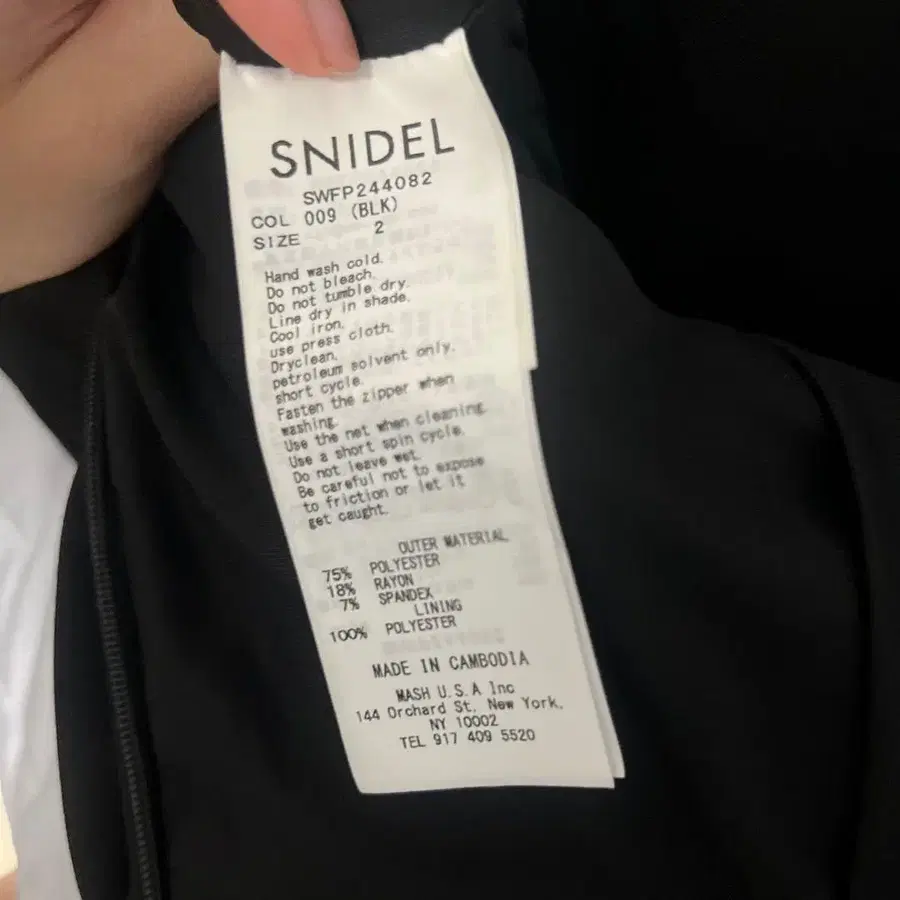 SNIDEL
SWFP244082
COL 009 (BLK)
SIZE 2
Hand wash cold.
Do not bleach.
Do not tumble dry.
Line dry in shade.
Cool iron.
use press cloth.
Dryclean.
petroleum solvent only.
short cycle.
Fasten the zipper when
washing.
Use the net when cleaning.
Use a short spin cycle.
Do not leave wet.
Be careful not to expose
to friction or let it
get caught.
OUTER MATERIAL
75% POLYESTER
18% RAYON
7% SPANDEX
LINING
100% POLYESTER
MADE IN CAMBODIA
MASH U.S.A Inc
144 Orchard St. New York.
NY 10002
TEL 917 409 5520